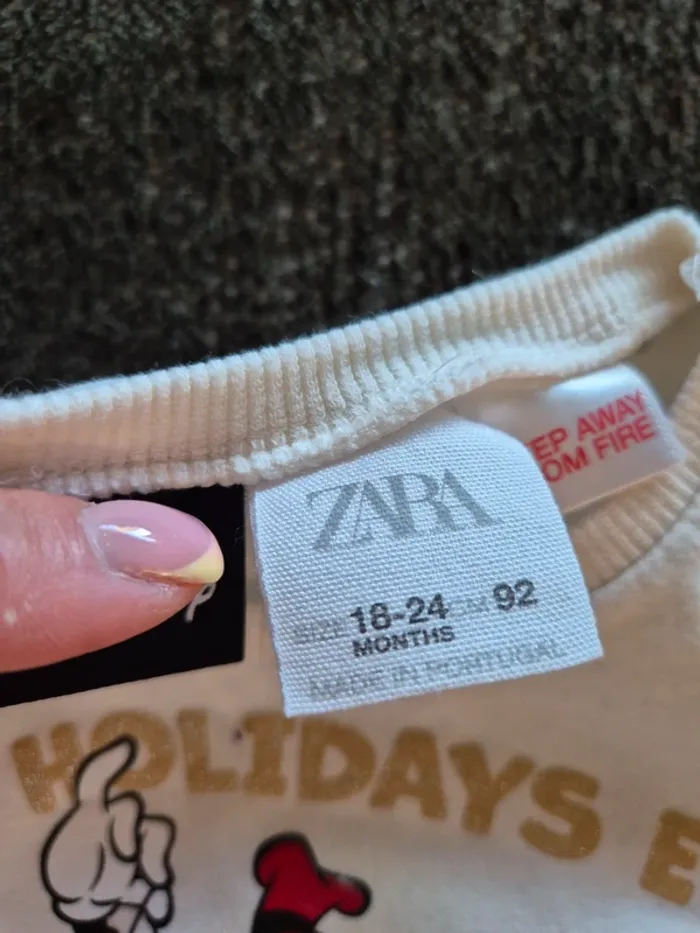 ZARA
SIZE 18-24 CM 92
MONTHS
MADE IN PORTUGAL
EP AWAY
OM FIRE
HOLIDAYS